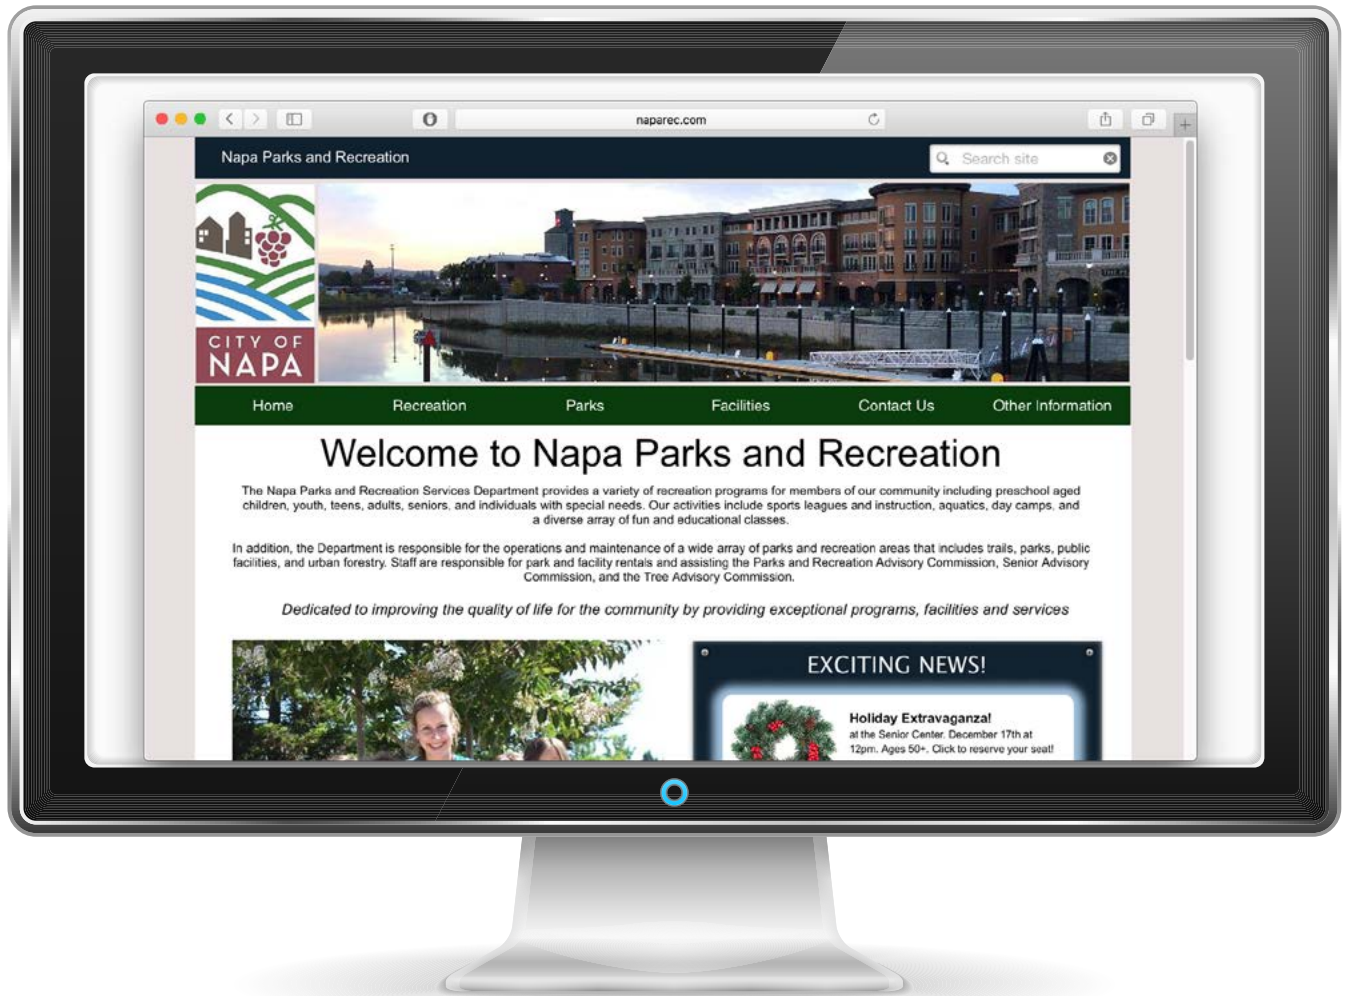 naparec.com
Napa Parks and Recreation
Search site
CITY OF
NAPA
Home Recreation Parks Facilities Contact Us Other Information
Welcome to Napa Parks and Recreation
The Napa Parks and Recreation Services Department provides a variety of recreation programs for members of our community including preschool aged
children, youth, teens, adults, seniors, and individuals with special needs. Our activities include sports leagues and instruction, aquatics, day camps, and
a diverse array of fun and educational classes.
In addition, the Department is responsible for the operations and maintenance of a wide array of parks and recreation areas that includes trails, parks, public
facilities, and urban forestry. Staff are responsible for park and facility rentals and assisting the Parks and Recreation Advisory Commission, Senior Advisory
Commission, and the Tree Advisory Commission.
Dedicated to improving the quality of life for the community by providing exceptional programs, facilities and services
EXCITING NEWS!
Holiday Extravaganza!
at the Senior Center. December 17th at
12pm. Ages 50+. Click to reserve your seat!